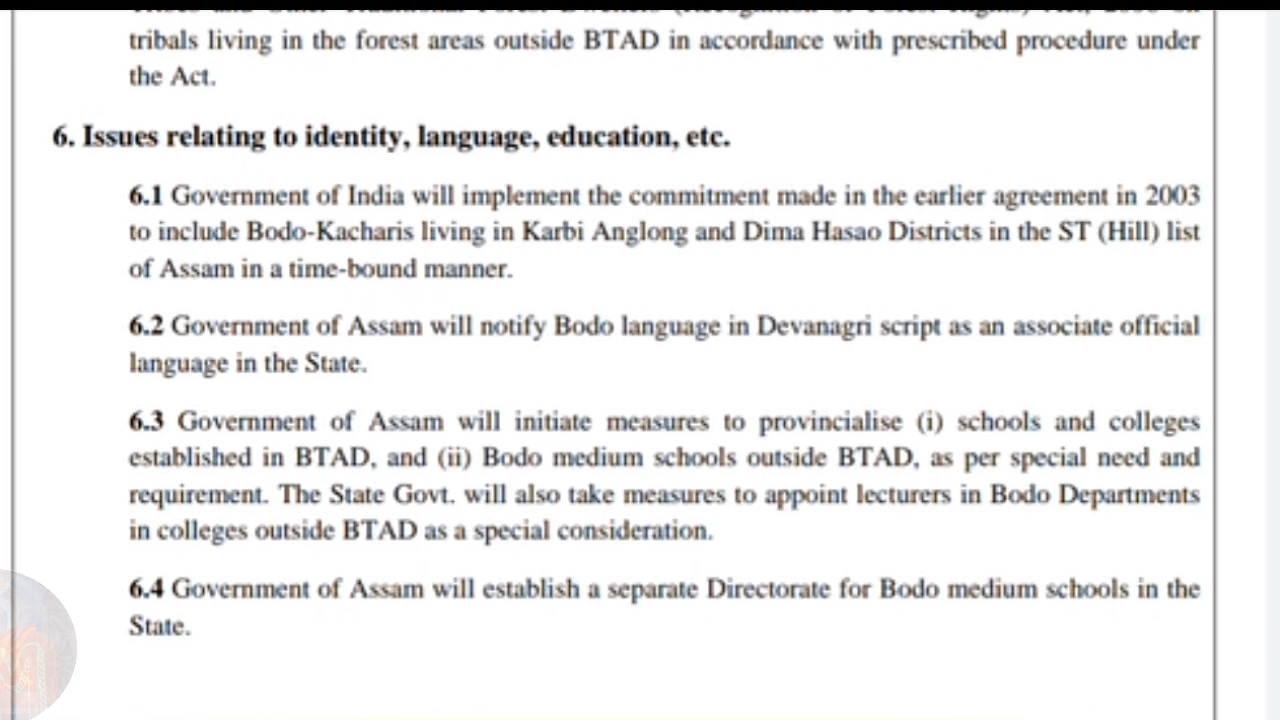 tribals living in the forest areas outside BTAD in accordance with prescribed procedure under
the Act.
6. Issues relating to identity, language, education, etc.
6.1 Government of India will implement the commitment made in the earlier agreement in 2003
to include Bodo-Kacharis living in Karbi Anglong and Dima Hasao Districts in the ST (Hill) list
of Assam in a time-bound manner.
6.2 Government of Assam will notify Bodo language in Devanagri script as an associate official
language in the State.
6.3 Government of Assam will initiate measures to provincialise (i) schools and colleges
established in BTAD, and (ii) Bodo medium schools outside BTAD, as per special need and
requirement. The State Govt. will also take measures to appoint lecturers in Bodo Departments
in colleges outside BTAD as a special consideration.
6.4 Government of Assam will establish a separate Directorate for Bodo medium schools in the
State.